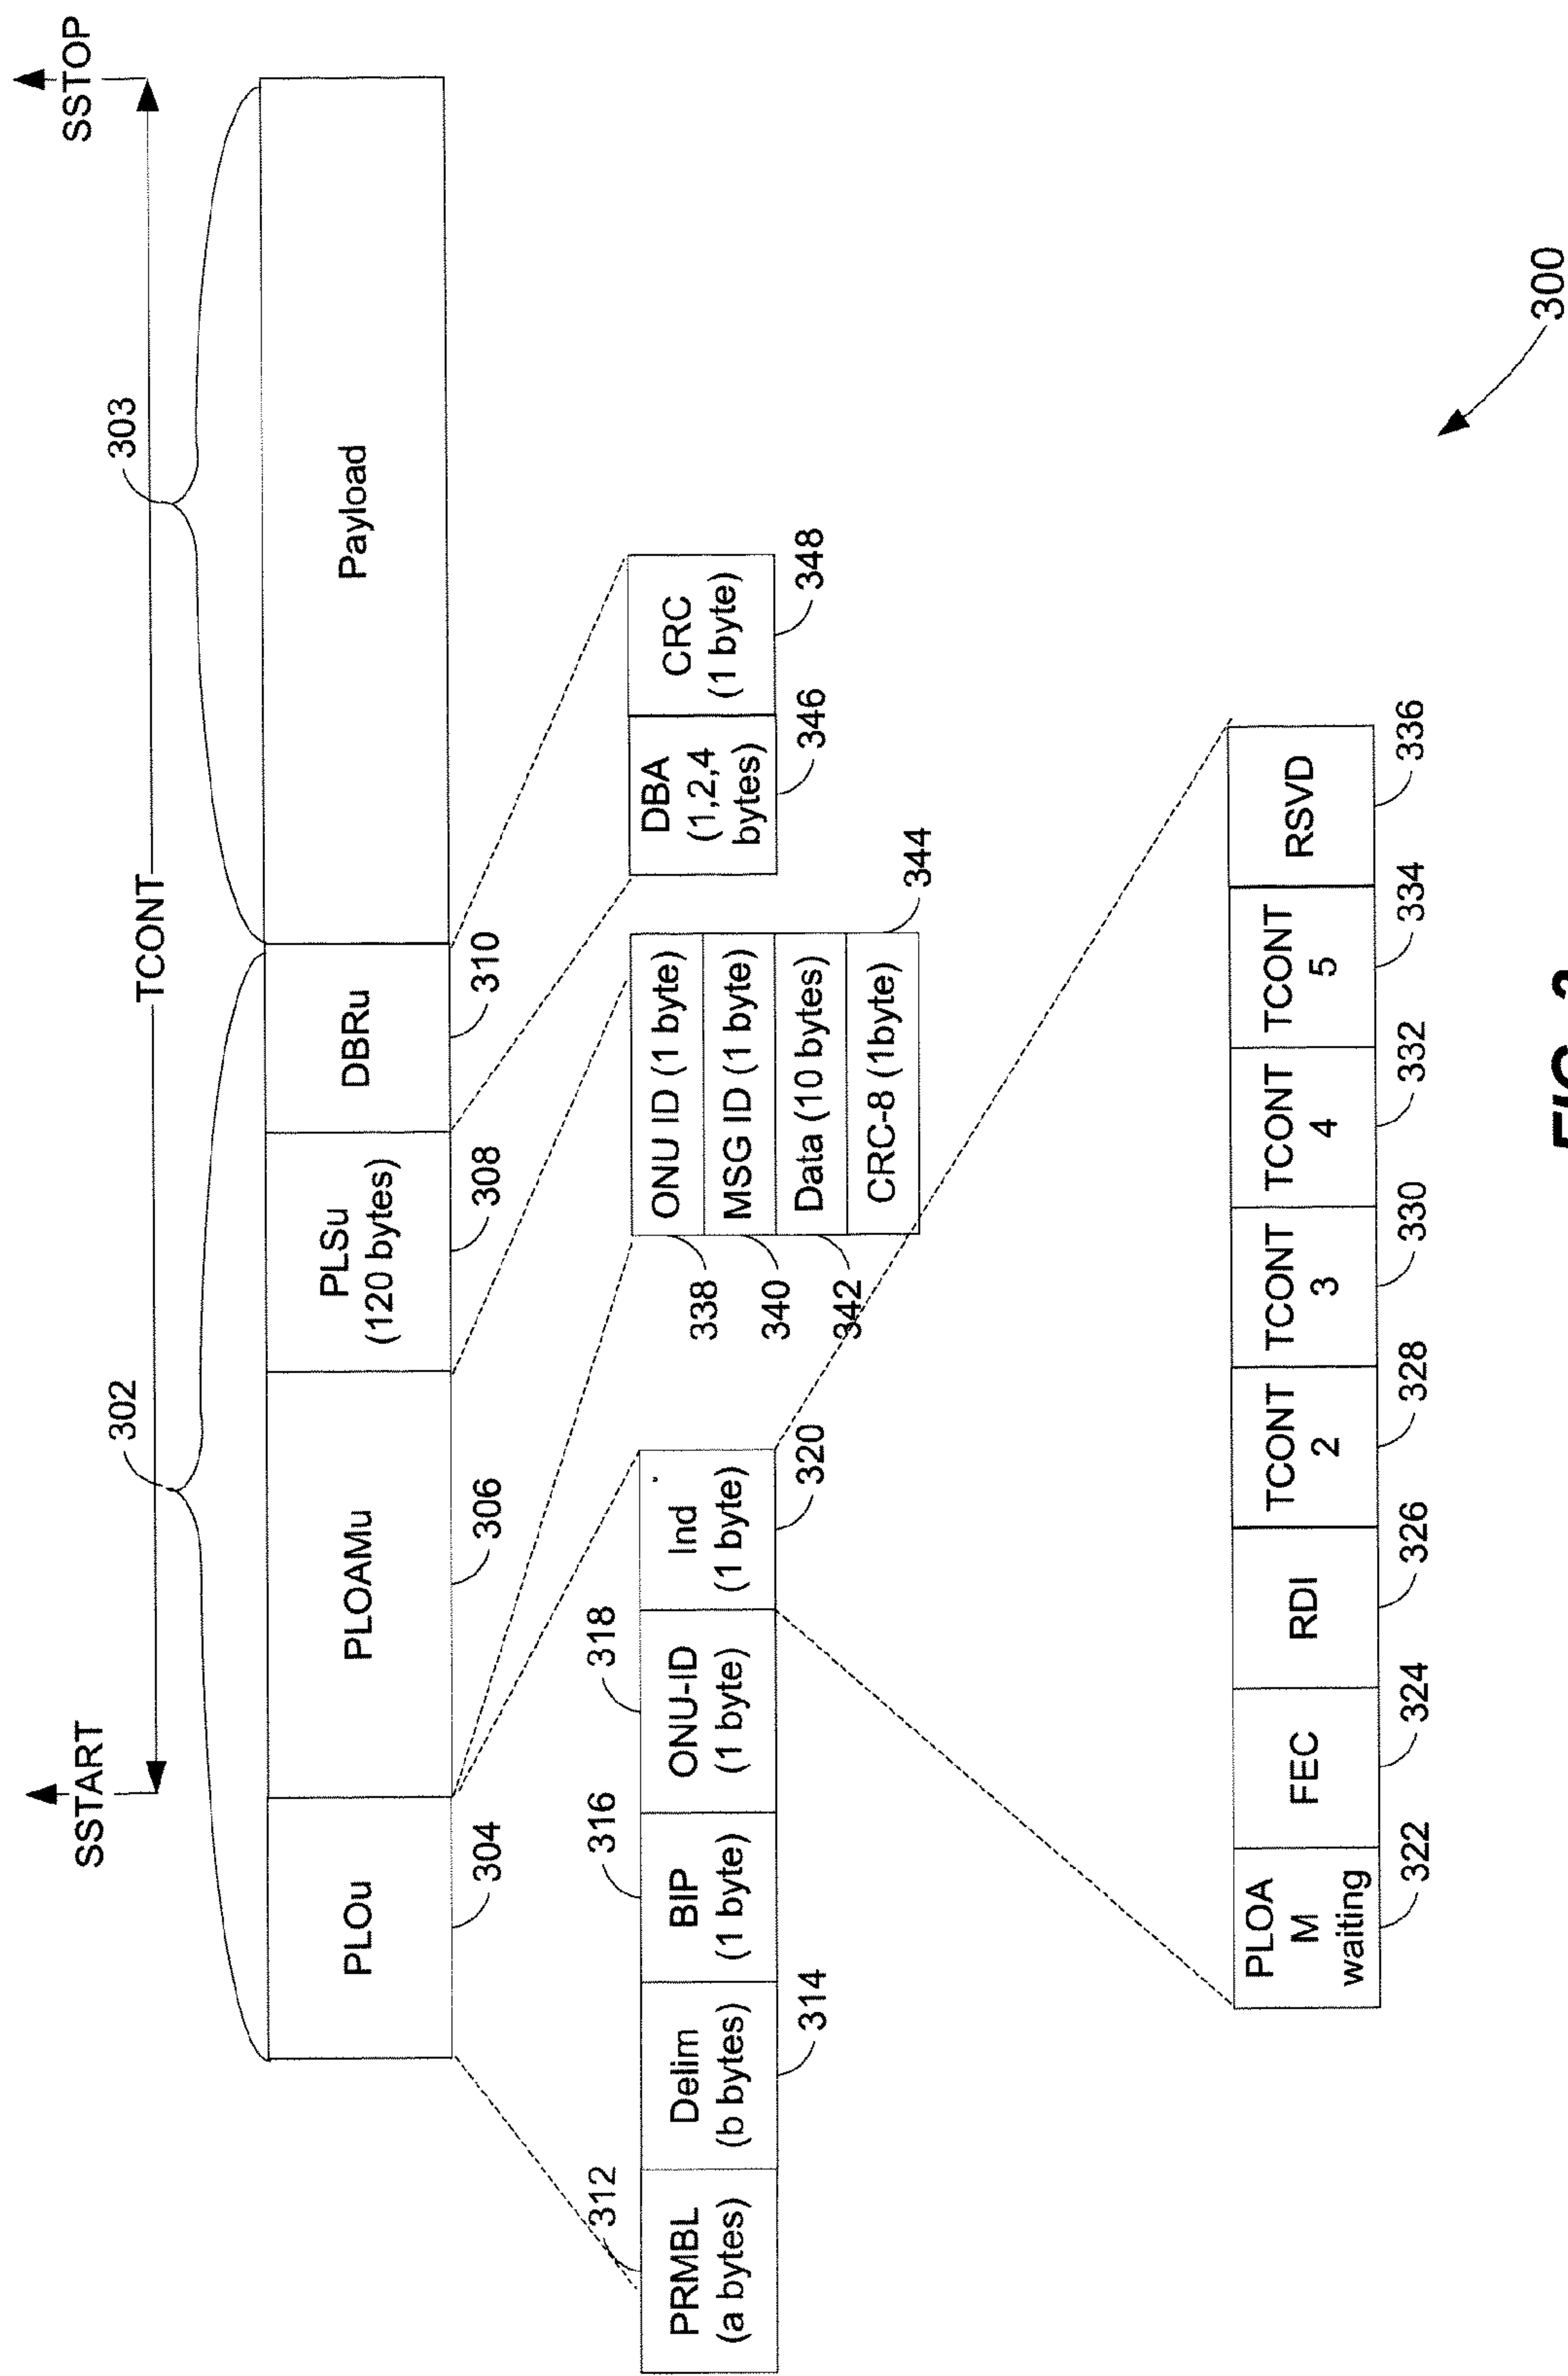 SSTART
TCONT
SSTOP
302
303
PLOu
PLOAMu
PLSu
(120 bytes)
DBRu
Payload
304
306
308
310
312
316
318
PRMBL
(a bytes)
Delim
(b bytes)
BIP
(1 byte)
ONU-ID
(1 byte)
Ind
(1 byte)
314
320
ONU ID (1 byte)
MSG ID (1 byte)
Data (10 bytes)
CRC-8 (1byte)
338
340
342
344
DBA
(1,2,4
bytes)
CRC
(1 byte)
346
348
PLOA
M
waiting
FEC
RDI
TCONT
2
TCONT
3
TCONT
4
TCONT
5
RSVD
322
324
326
328
330
332
334
336
300